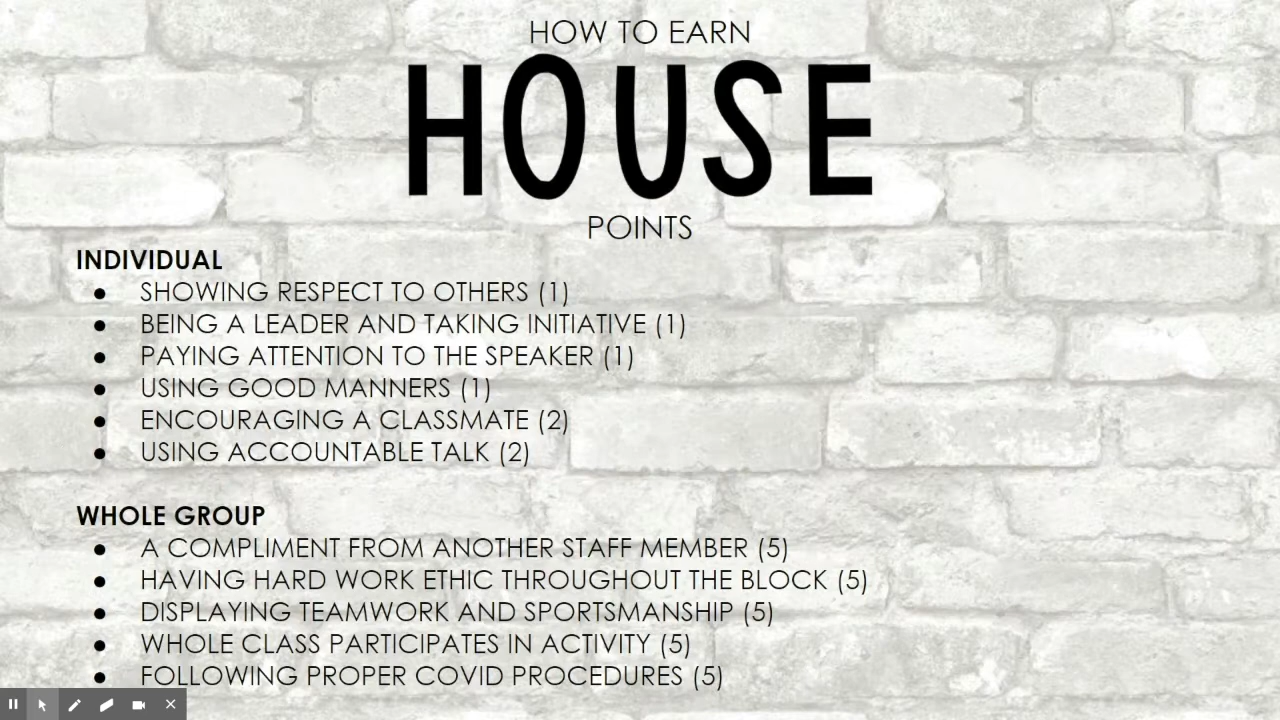 HOW TO EARN
HOUSE
POINTS
INDIVIDUAL
● SHOWING RESPECT TO OTHERS (1)
● BEING A LEADER AND TAKING INITIATIVE (1)
● PAYING ATTENTION TO THE SPEAKER (1)
● USING GOOD MANNERS (1)
● ENCOURAGING A CLASSMATE (2)
● USING ACCOUNTABLE TALK (2)
WHOLE GROUP
● A COMPLIMENT FROM ANOTHER STAFF MEMBER (5)
● HAVING HARD WORK ETHIC THROUGHOUT THE BLOCK (5)
● DISPLAYING TEAMWORK AND SPORTSMANSHIP (5)
● WHOLE CLASS PARTICIPATES IN ACTIVITY (5)
● FOLLOWING PROPER COVID PROCEDURES (5)